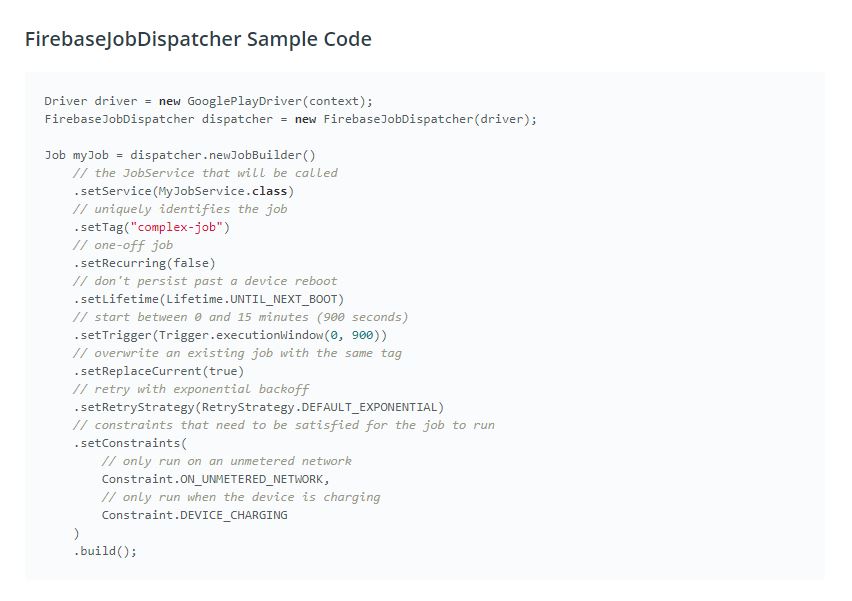 FirebaseJobDispatcher Sample Code
Driver driver = new GooglePlayDriver(context);
FirebaseJobDispatcher dispatcher = new FirebaseJobDispatcher(driver);
Job myJob = dispatcher.newJobBuilder()
// the JobService that will be called
.setService(MyJobService.class)
// uniquely identifies the job
.setTag("complex-job")
// one-off job
.setRecurring(false)
// don't persist past a device reboot
.setLifetime(Lifetime.UNTIL_NEXT_BOOT)
// start between 0 and 15 minutes (900 seconds)
.setTrigger(Trigger.executionWindow(0, 900))
// overwrite an existing job with the same tag
.setReplaceCurrent(true)
// retry with exponential backoff
.setRetryStrategy(RetryStrategy.DEFAULT_EXPONENTIAL)
// constraints that need to be satisfied for the job to run
.setConstraints(
// only run on an unmetered network
Constraint.ON_UNMETERED_NETWORK,
// only run when the device is charging
Constraint.DEVICE_CHARGING
)
.build();